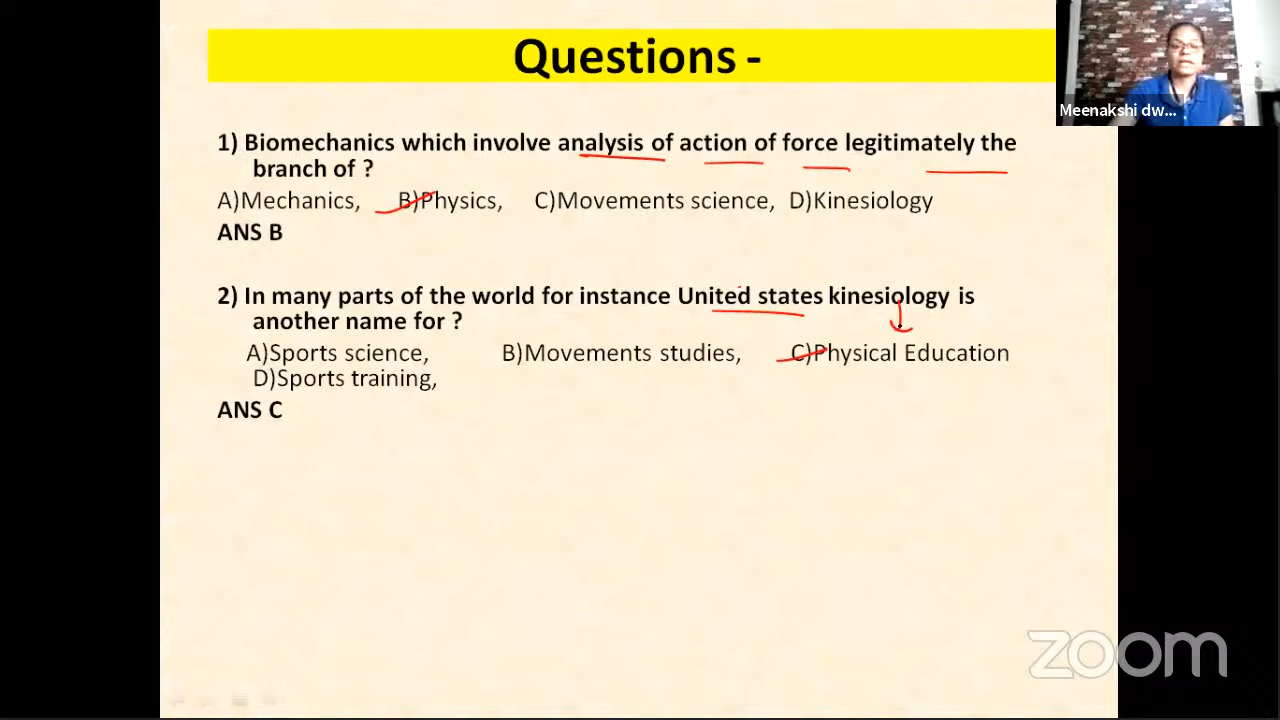 Questions -
Meenakshi dw...
1) Biomechanics which involve analysis of action of force legitimately the
branch of ?
A)Mechanics, B)Physics, C)Movements science, D)Kinesiology
ANS B
2) In many parts of the world for instance United states kinesiology is
another name for ?
A)Sports science, B)Movements studies, C)Physical Education
D)Sports training,
ANS C
zoom